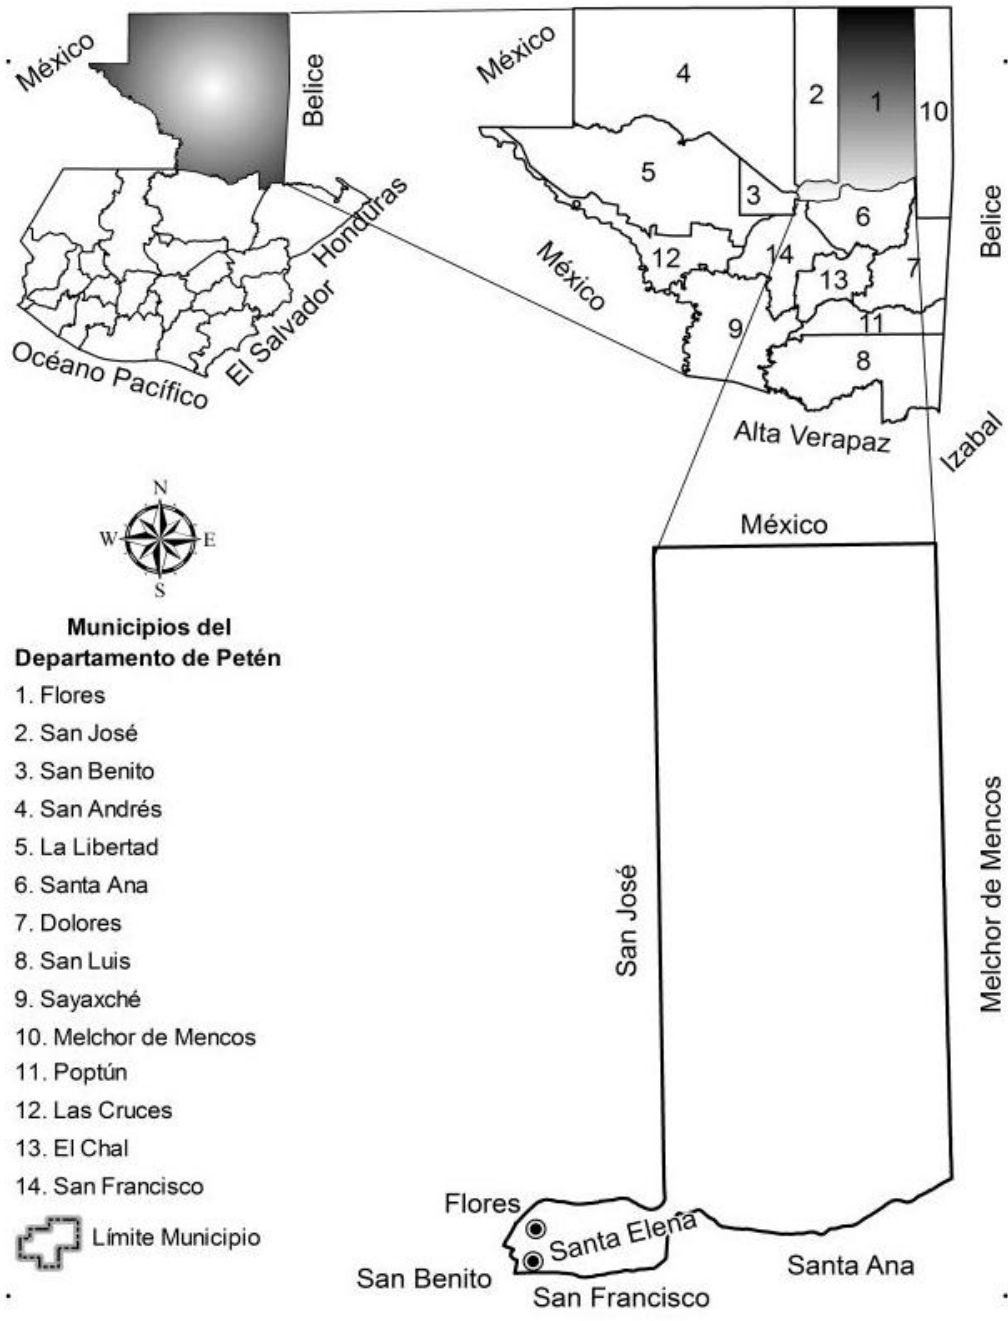 México
Belice
Honduras
El Salvador
Océano Pacífico
México
4
2
1
10
5
3
6
Belice
México
12
14
13
7
9
11
8
Alta Verapaz
Izabal
N
W
E
S
México
Municipios del
Departamento de Petén
1. Flores
2. San José
3. San Benito
4. San Andrés
5. La Libertad
6. Santa Ana
7. Dolores
8. San Luis
9. Sayaxché
10. Melchor de Mencos
11. Poptún
12. Las Cruces
13. El Chal
14. San Francisco
Límite Municipio
San José
Melchor de Mencos
Flores
Santa Elena
San Benito
San Francisco
Santa Ana